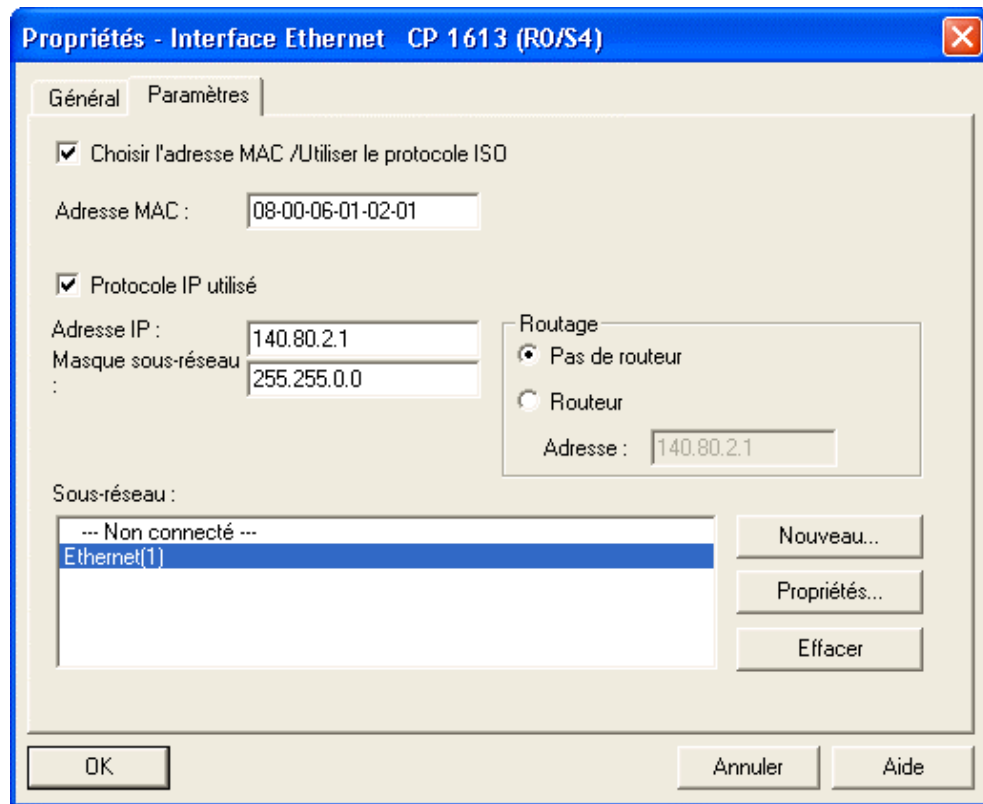 Propriétés - Interface Ethernet CP 1613 (R0/S4)
Général Paramètres
Choisir l'adresse MAC /Utiliser le protocole ISO
Adresse MAC : 08-00-06-01-02-01
Protocole IP utilisé
Adresse IP : 140.80.2.1
Masque sous-réseau : 255.255.0.0
Routage
Pas de routeur
Routeur
Adresse : 140.80.2.1
Sous-réseau :
--- Non connecté ---
Ethernet(1)
Nouveau...
Propriétés...
Effacer
OK Annuler Aide